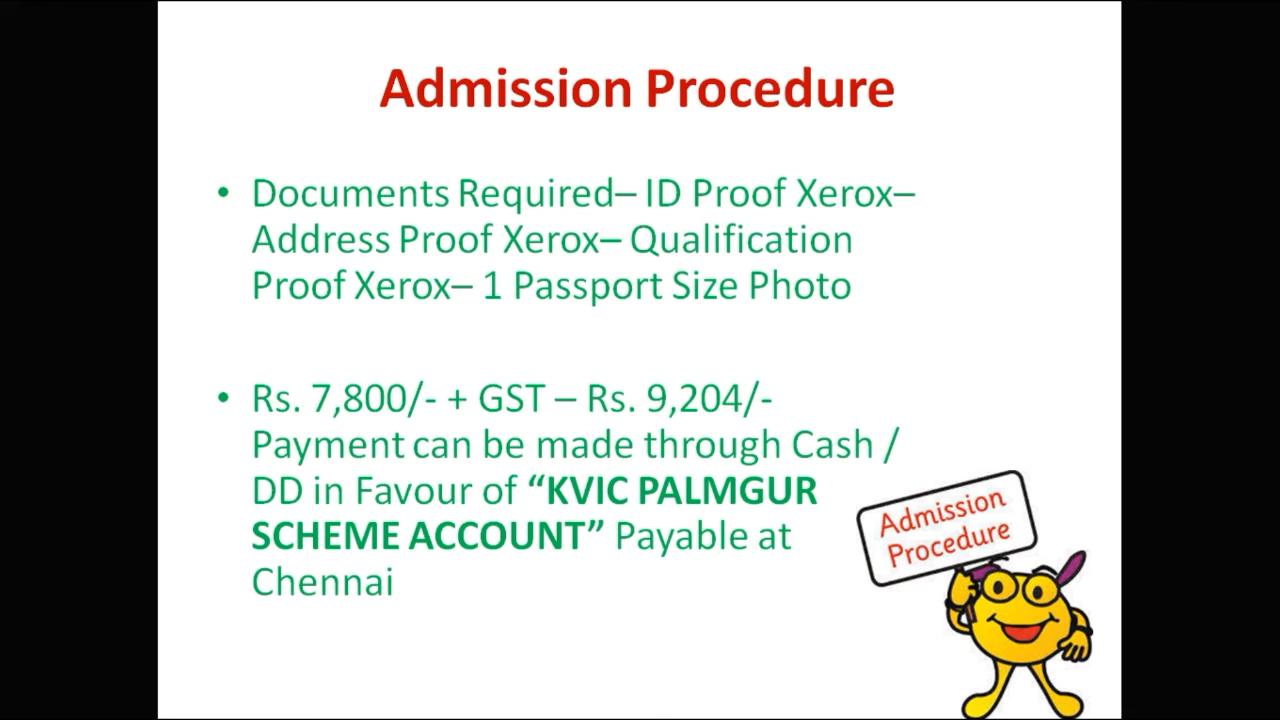 Admission Procedure
• Documents Required– ID Proof Xerox–
Address Proof Xerox– Qualification
Proof Xerox– 1 Passport Size Photo
• Rs. 7,800/- + GST – Rs. 9,204/-
Payment can be made through Cash /
DD in Favour of “KVIC PALMGUR
SCHEME ACCOUNT” Payable at
Chennai
Admission
Procedure